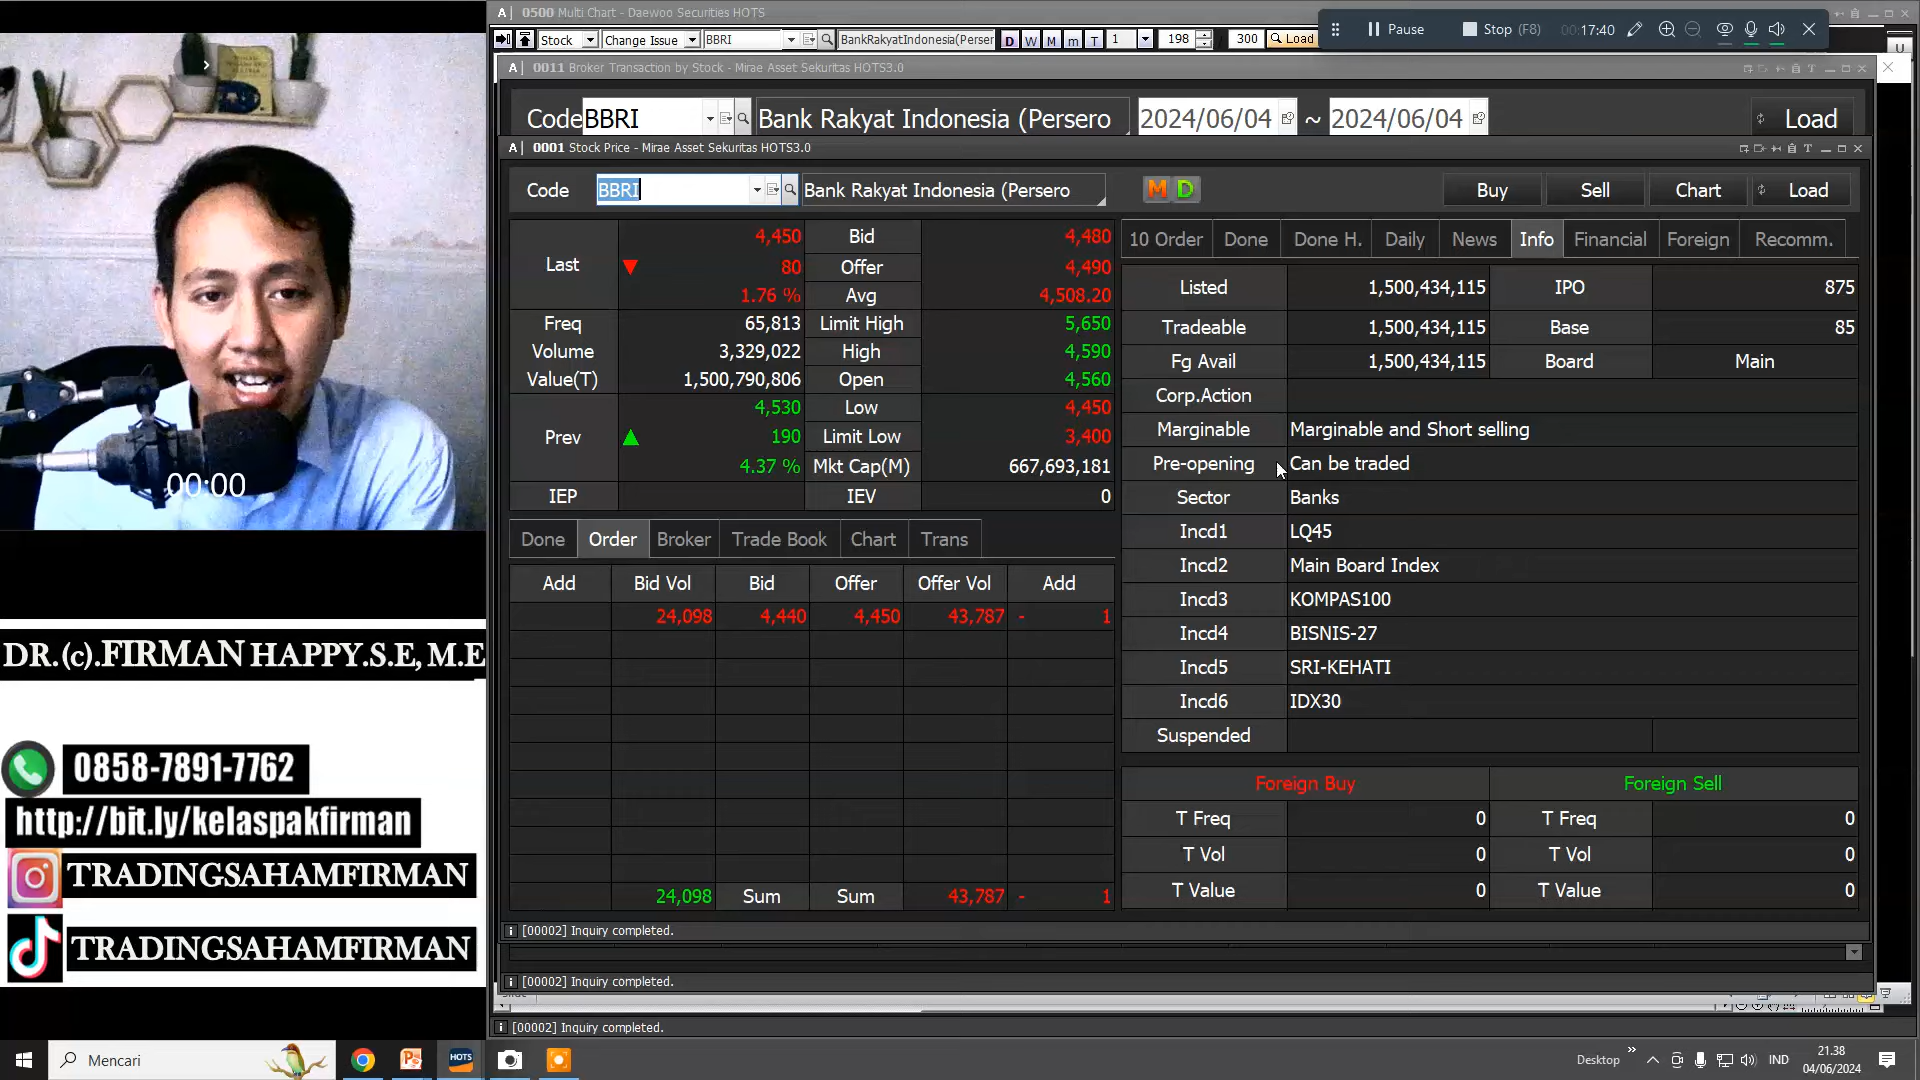 0500 Multi Chart - Daewoo Securities HOTS
Stock Change Issue BBRI BankRakyatIndonesia(Perser D W M m T 1 198 300 Load
Pause Stop (F8) 00:17:40
0011 Broker Transaction by Stock - Mirae Asset Sekuritas HOTS3.0
Code BBRI Bank Rakyat Indonesia (Persero 2024/06/04 ~ 2024/06/04 Load
0001 Stock Price - Mirae Asset Sekuritas HOTS3.0
Code BBRI Bank Rakyat Indonesia (Persero M D Buy Sell Chart Load
Last 4,450 Bid 4,480
▼ 80 Offer 4,490
1.76 % Avg 4,508.20
Freq 65,813 Limit High 5,650
Volume 3,329,022 High 4,590
Value(T) 1,500,790,806 Open 4,560
Prev 4,530 Low 4,450
▲ 190 Limit Low 3,400
4.37 % Mkt Cap(M) 667,693,181
IEP IEV 0
Done Order Broker Trade Book Chart Trans
Add Bid Vol Bid Offer Offer Vol Add
24,098 4,440 4,450 43,787 - 1
24,098 Sum Sum 43,787 - 1
10 Order Done Done H. Daily News Info Financial Foreign Recomm.
Listed 1,500,434,115 IPO 875
Tradeable 1,500,434,115 Base 85
Fg Avail 1,500,434,115 Board Main
Corp.Action
Marginable Marginable and Short selling
Pre-opening Can be traded
Sector Banks
Incd1 LQ45
Incd2 Main Board Index
Incd3 KOMPAS100
Incd4 BISNIS-27
Incd5 SRI-KEHATI
Incd6 IDX30
Suspended
Foreign Buy Foreign Sell
T Freq 0 T Freq 0
T Vol 0 T Vol 0
T Value 0 T Value 0
[00002] Inquiry completed.
[00002] Inquiry completed.
[00002] Inquiry completed.
00:00
DR.(c).FIRMAN HAPPY.S.E, M.E
0858-7891-7762
http://bit.ly/kelaspakfirman
TRADINGSAHAMFIRMAN
TRADINGSAHAMFIRMAN
Mencari HOTS Desktop IND 21.38
04/06/2024